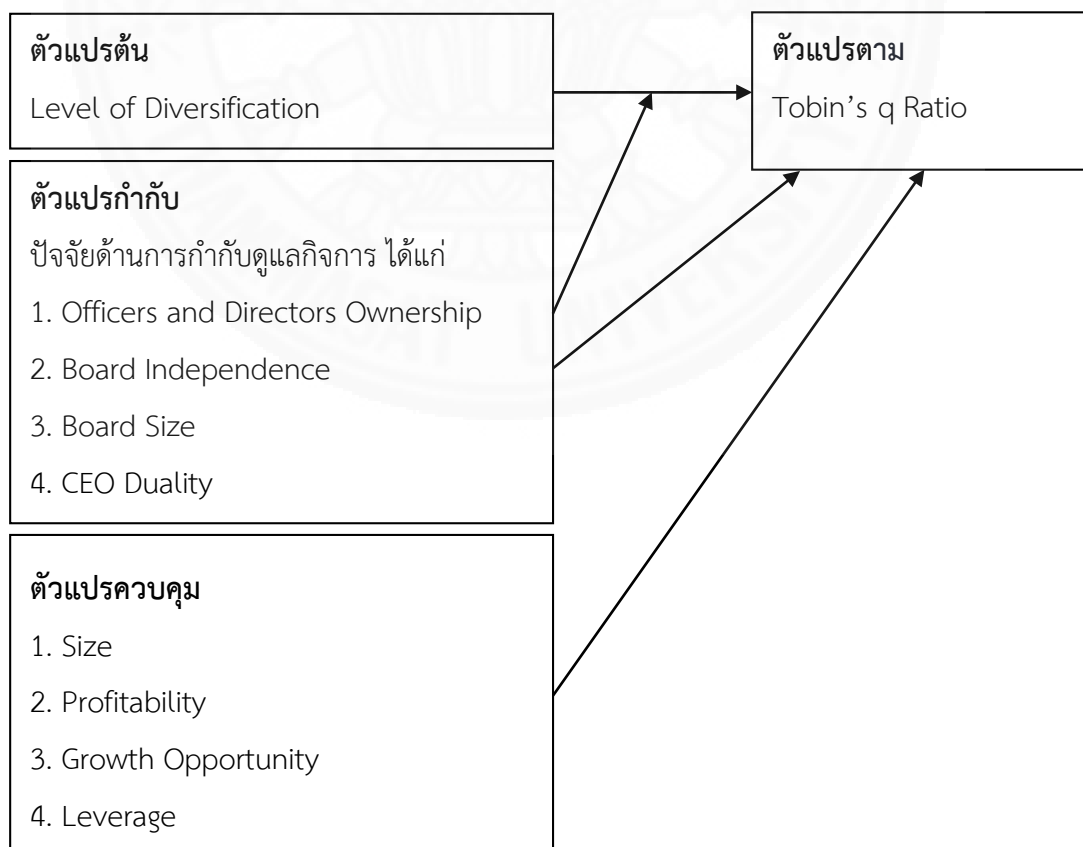 ตัวแปรต้น
Level of Diversification
ตัวแปรตาม
Tobin's q Ratio
ตัวแปรกำกับ
ปัจจัยด้านการกำกับดูแลกิจการ ได้แก่
1. Officers and Directors Ownership
2. Board Independence
3. Board Size
4. CEO Duality
ตัวแปรควบคุม
1. Size
2. Profitability
3. Growth Opportunity
4. Leverage